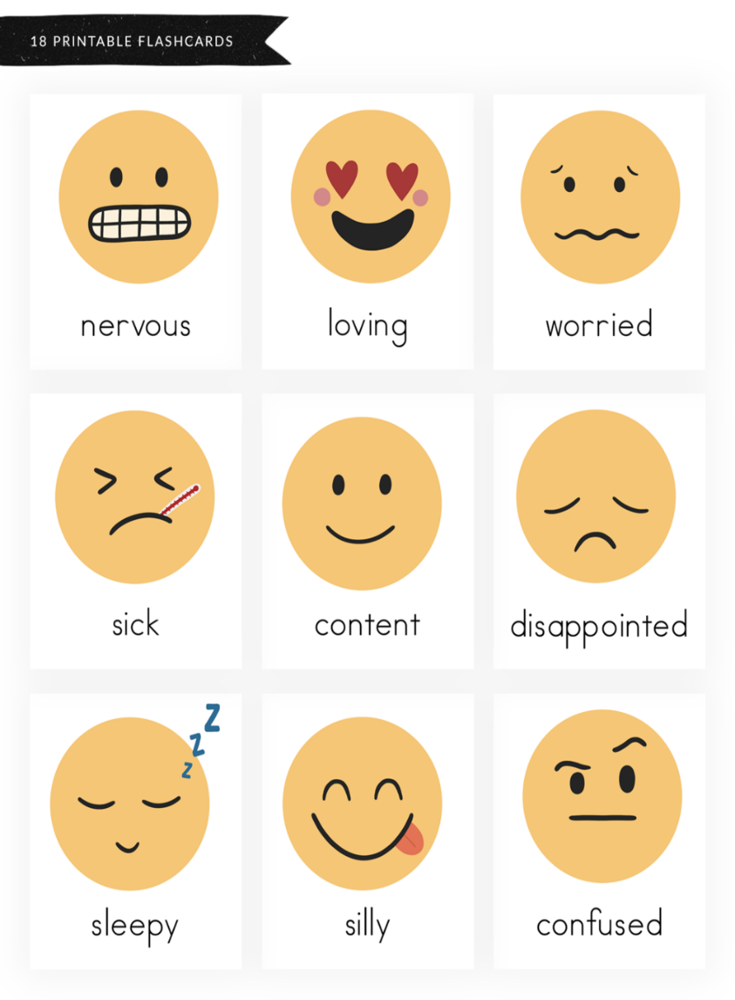 18 PRINTABLE FLASHCARDS
nervous
loving
worried
sick
content
disappointed
z
z
z
sleepy
silly
confused